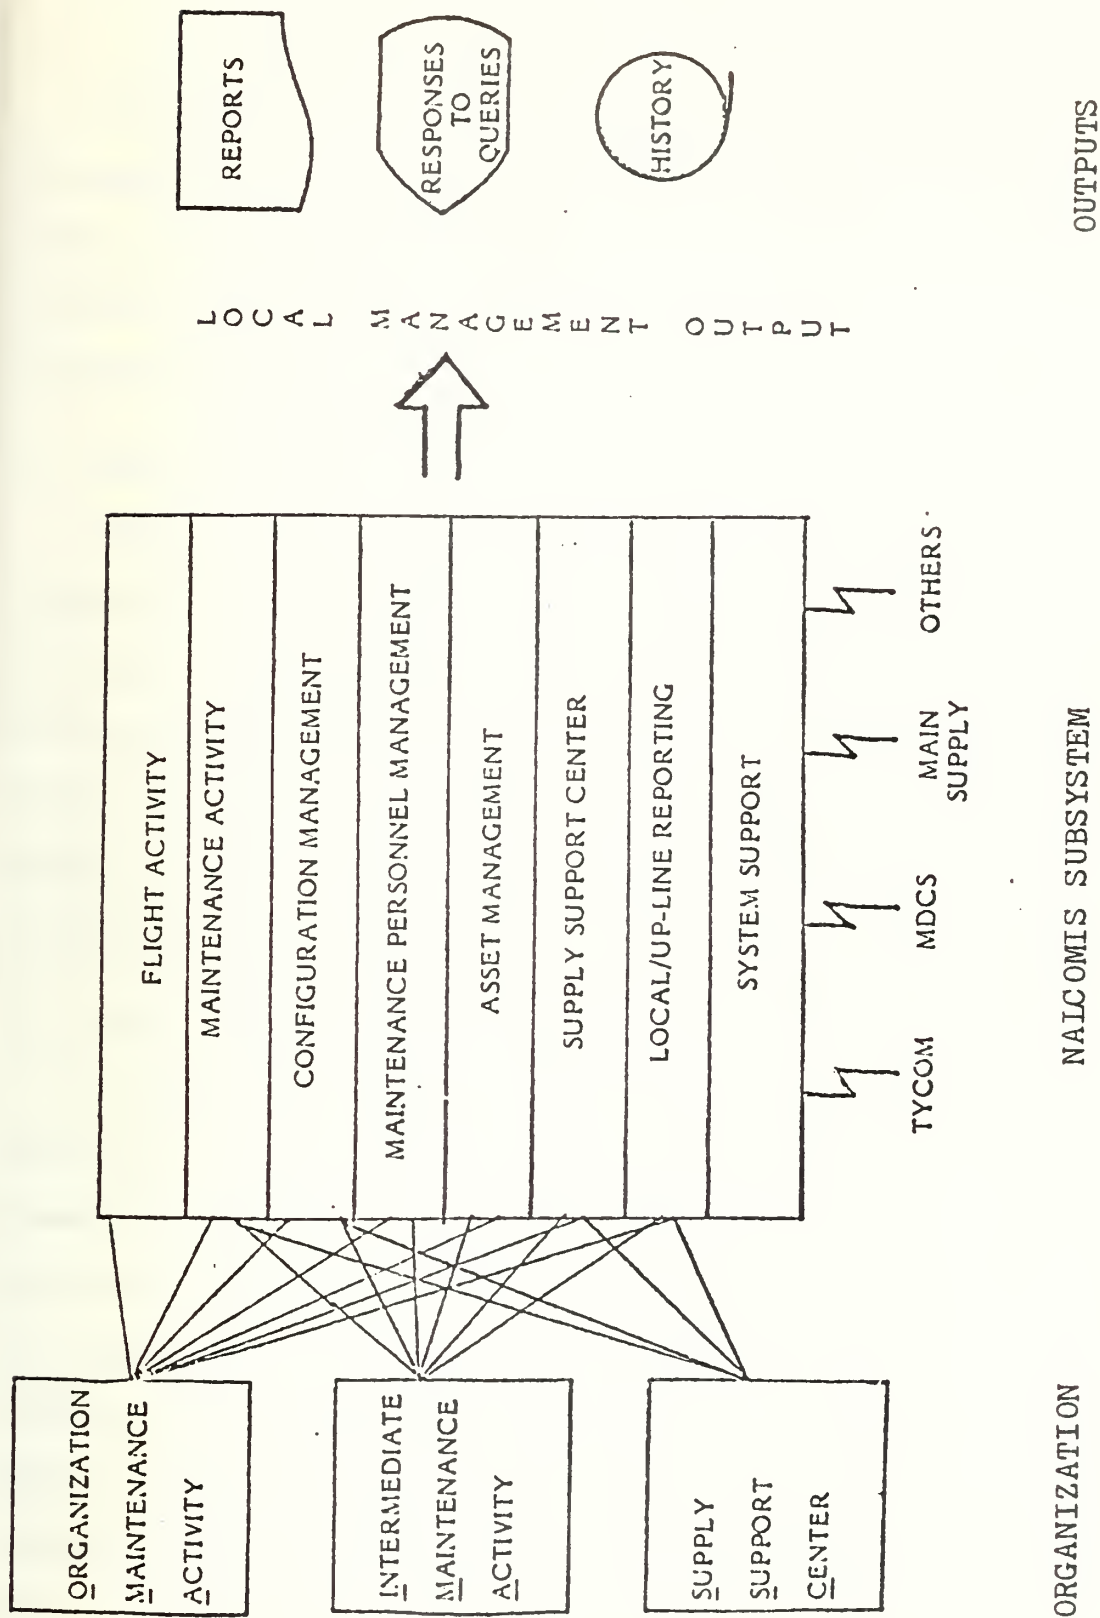 ORGANIZATION
MAINTENANCE
ACTIVITY
INTERMEDIATE
MAINTENANCE
ACTIVITY
SUPPLY
SUPPORT
CENTER
FLIGHT ACTIVITY
MAINTENANCE ACTIVITY
CONFIGURATION MANAGEMENT
MAINTENANCE PERSONNEL MANAGEMENT
ASSET MANAGEMENT
SUPPLY SUPPORT CENTER
LOCAL/UP-LINE REPORTING
SYSTEM SUPPORT
TYCOM
MDCS
MAIN
SUPPLY
OTHERS
LOCAL MANAGEMENT OUTPUT
REPORTS
RESPONSES
TO
QUERIES
HISTORY
ORGANIZATION
NALCOMIS SUBSYSTEM
OUTPUTS